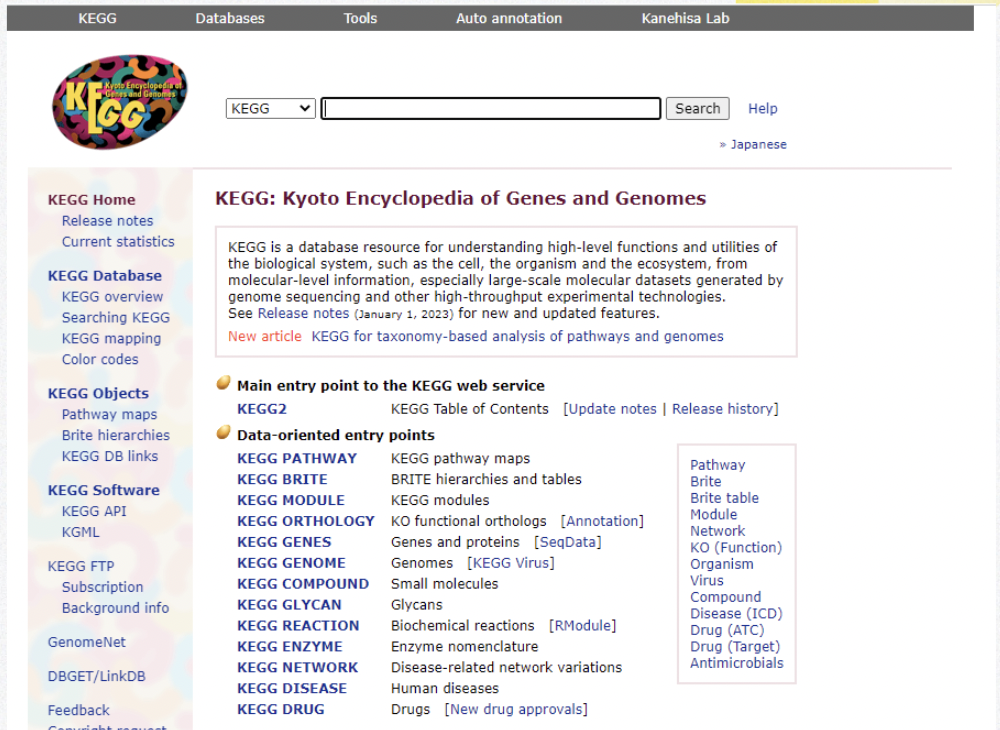 KEGG Databases Tools Auto annotation Kanehisa Lab
KEGG
Kyoto Encyclopedia of
Genes and Genomes
KEGG Search Help
» Japanese
KEGG Home
Release notes
Current statistics
KEGG Database
KEGG overview
Searching KEGG
KEGG mapping
Color codes
KEGG Objects
Pathway maps
Brite hierarchies
KEGG DB links
KEGG Software
KEGG API
KGML
KEGG FTP
Subscription
Background info
GenomeNet
DBGET/LinkDB
Feedback
Copyright request
KEGG: Kyoto Encyclopedia of Genes and Genomes
KEGG is a database resource for understanding high-level functions and utilities of
the biological system, such as the cell, the organism and the ecosystem, from
molecular-level information, especially large-scale molecular datasets generated by
genome sequencing and other high-throughput experimental technologies.
See Release notes (January 1, 2023) for new and updated features.
New article KEGG for taxonomy-based analysis of pathways and genomes
Main entry point to the KEGG web service
KEGG2 KEGG Table of Contents [Update notes | Release history]
Data-oriented entry points
KEGG PATHWAY KEGG pathway maps
KEGG BRITE BRITE hierarchies and tables
KEGG MODULE KEGG modules
KEGG ORTHOLOGY KO functional orthologs [Annotation]
KEGG GENES Genes and proteins [SeqData]
KEGG GENOME Genomes [KEGG Virus]
KEGG COMPOUND Small molecules
KEGG GLYCAN Glycans
KEGG REACTION Biochemical reactions [RModule]
KEGG ENZYME Enzyme nomenclature
KEGG NETWORK Disease-related network variations
KEGG DISEASE Human diseases
KEGG DRUG Drugs [New drug approvals]
Pathway
Brite
Brite table
Module
Network
KO (Function)
Organism
Virus
Compound
Disease (ICD)
Drug (ATC)
Drug (Target)
Antimicrobials